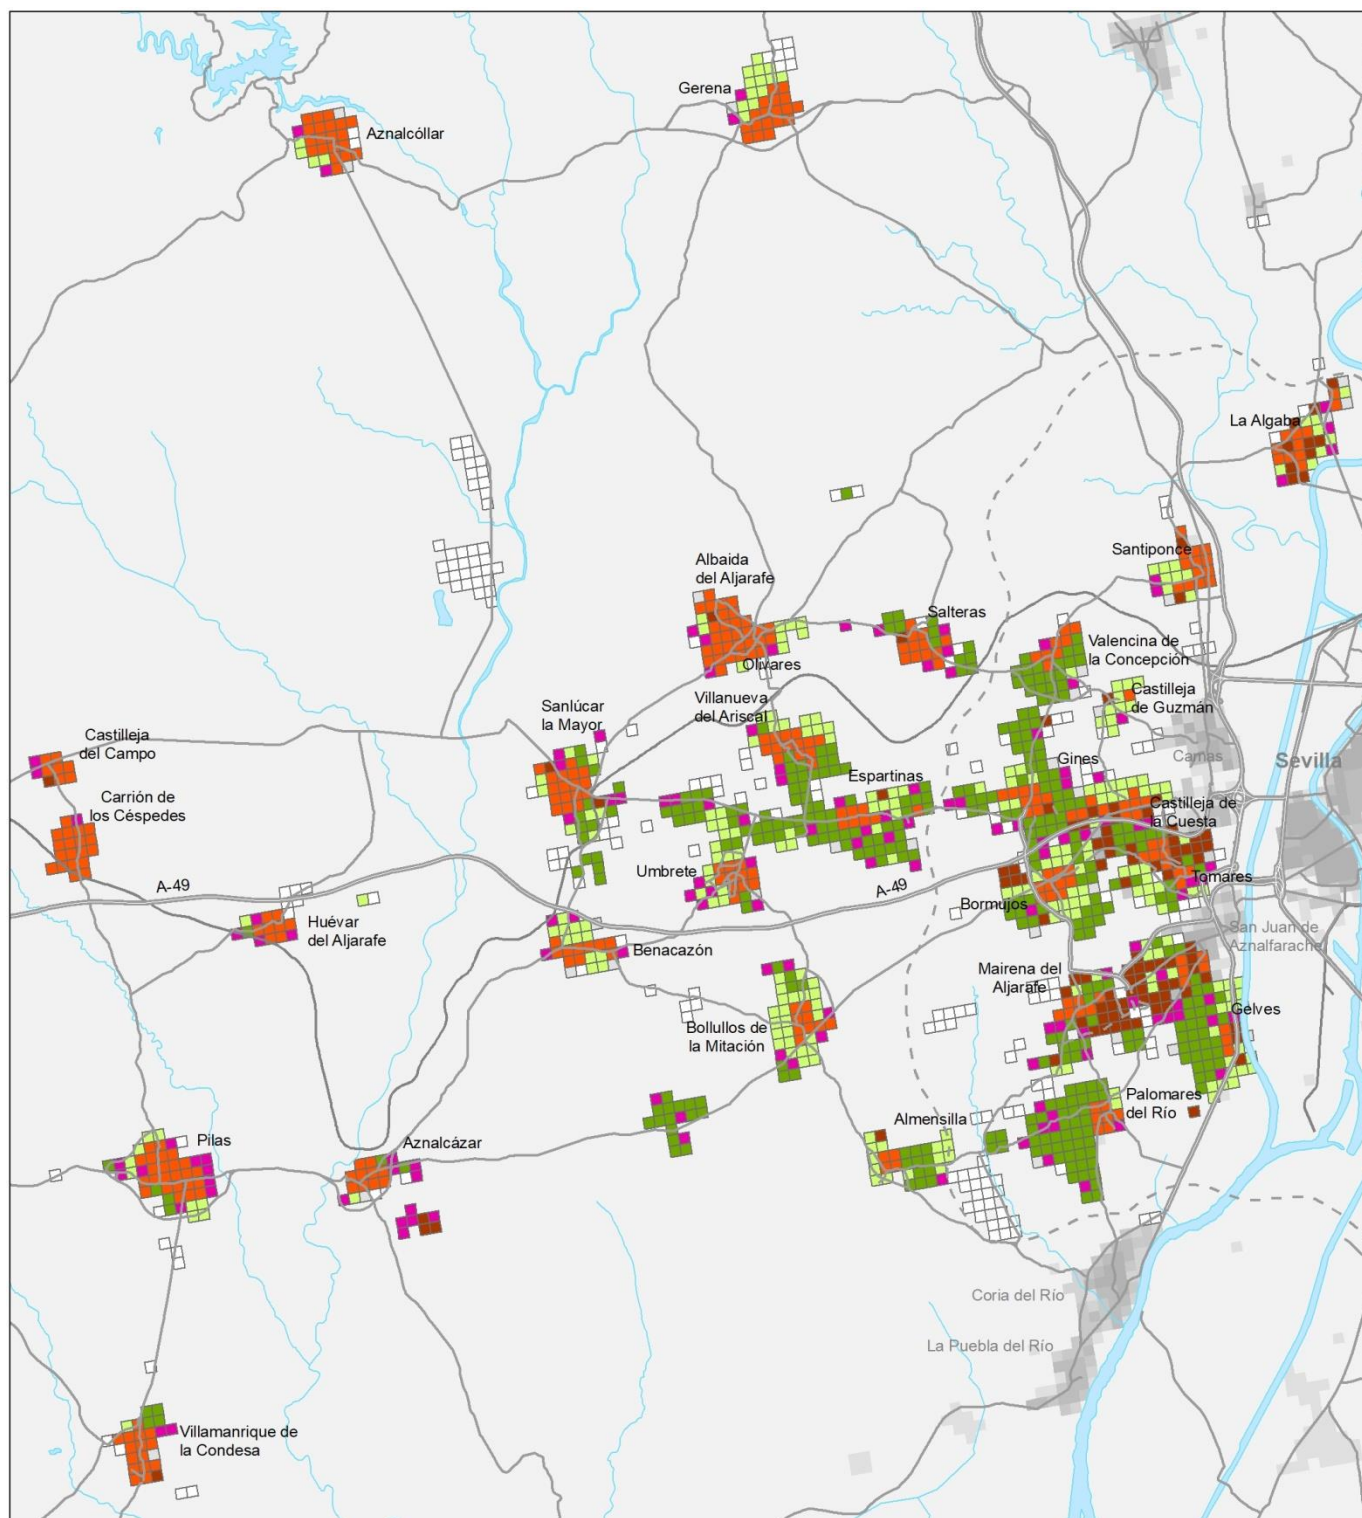 Gerena
Aznalcóllar
La Algaba
Santiponce
Albaida
del Aljarafe
Salteras
Valencina de
la Concepción
Olivares
Castilleja
de Guzmán
Villanueva
del Ariscal
Sanlúcar
la Mayor
Castilleja
del Campo
Camas
Sevilla
Gines
Espartinas
Carrión de
los Céspedes
Castilleja de
la Cuesta
Umbrete
Tomares
A-49
A-49
Bormujos
Huévar
del Aljarafe
San Juan de
Aznalfarache
Benacazón
Mairena del
Aljarafe
Gelves
Bollullos de
la Mitación
Palomares
del Río
Almensilla
Pilas
Aznalcázar
Coria del Río
La Puebla del Río
Villamanrique de
la Condesa